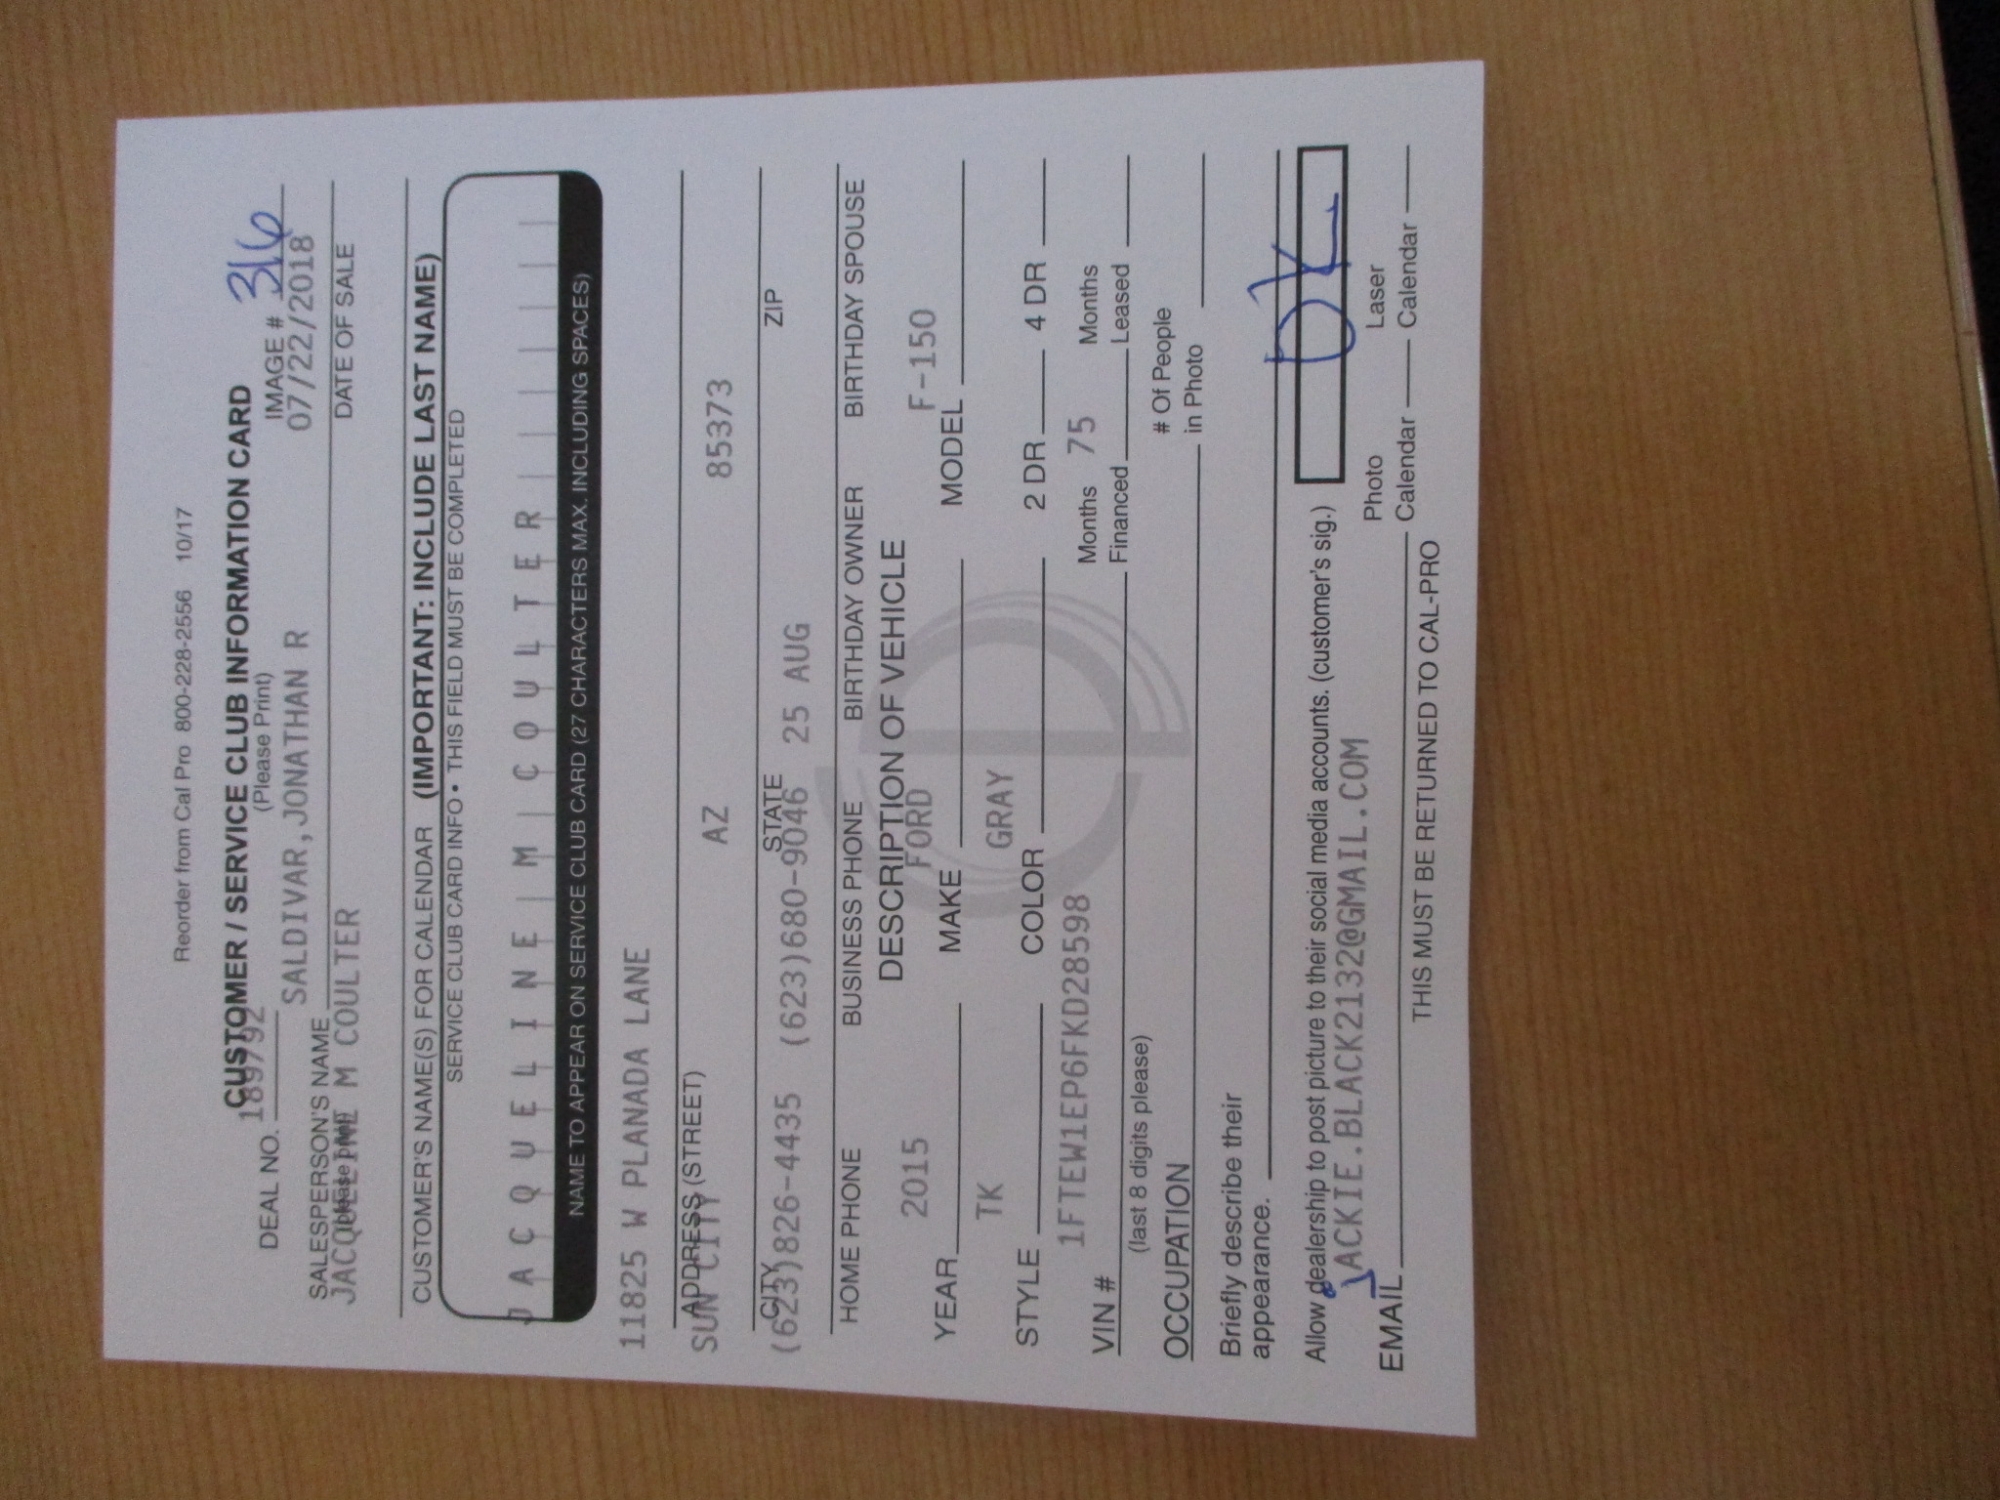 Reorder from Cal Pro 800-228-2556 10/17
CUSTOMER / SERVICE CLUB INFORMATION CARD
(Please Print)
DEAL NO. 189792 IMAGE # 316
SALDIVAR,JONATHAN R 07/22/2018
SALESPERSON'S NAME DATE OF SALE
(please print)
JACQUELINE M COULTER
CUSTOMER'S NAME(S) FOR CALENDAR (IMPORTANT: INCLUDE LAST NAME)
SERVICE CLUB CARD INFO • THIS FIELD MUST BE COMPLETED
JACQUELINE M COULTER
NAME TO APPEAR ON SERVICE CLUB CARD (27 CHARACTERS MAX. INCLUDING SPACES)
11825 W PLANADA LANE
ADDRESS (STREET)
SUN CITY AZ 85373
CITY STATE ZIP
(623)826-4435 (623)680-9046 25 AUG
HOME PHONE BUSINESS PHONE BIRTHDAY OWNER BIRTHDAY SPOUSE
DESCRIPTION OF VEHICLE
YEAR 2015 MAKE FORD MODEL F-150
STYLE TK COLOR GRAY 2 DR 4 DR
VIN # 1FTEW1EP6FKD28598 Months Financed 75 Months Leased
(last 8 digits please)
OCCUPATION # Of People in Photo
Briefly describe their
appearance.
Allow dealership to post picture to their social media accounts. (customer's sig.)
EMAIL JACKIE.BLACK2132@GMAIL.COM Photo Calendar Laser Calendar
THIS MUST BE RETURNED TO CAL-PRO